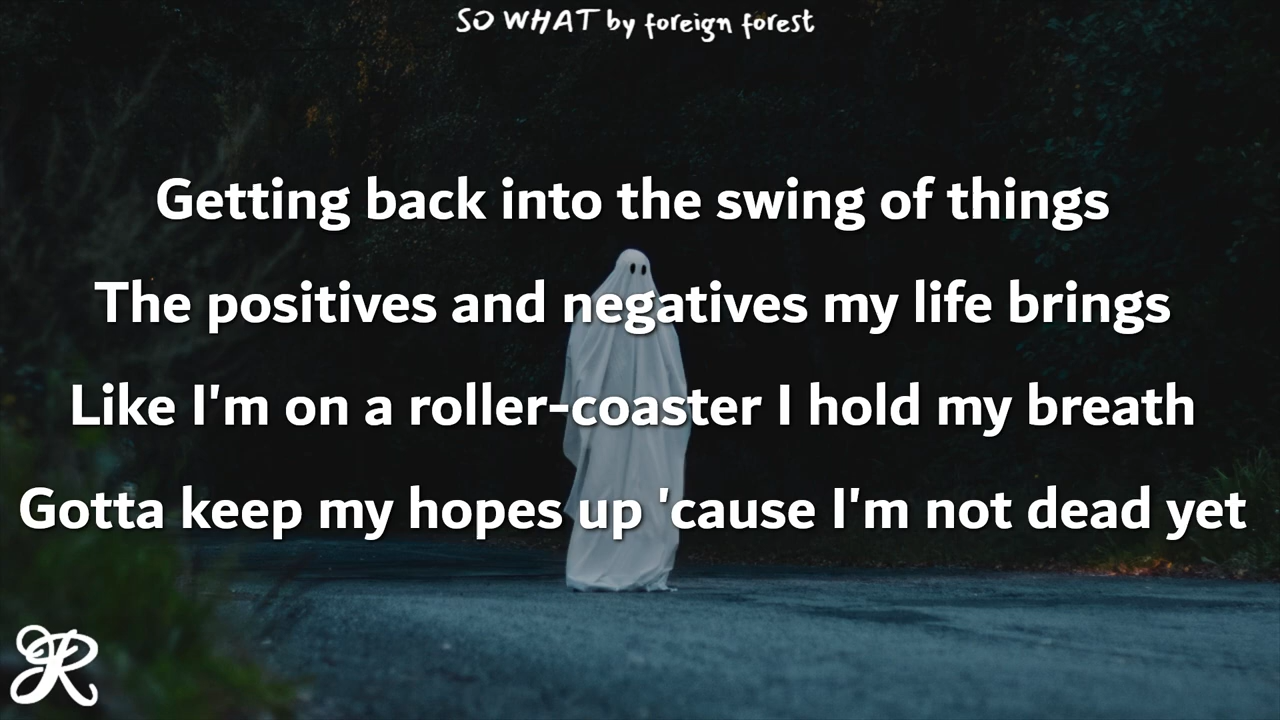 SO WHAT by foreign forest
Getting back into the swing of things
The positives and negatives my life brings
Like I'm on a roller-coaster I hold my breath
Gotta keep my hopes up 'cause I'm not dead yet
JR